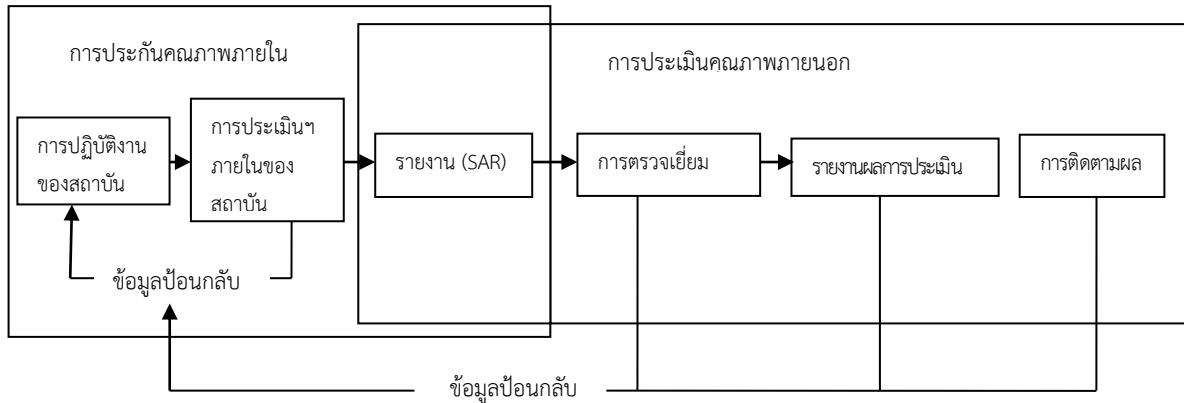 การประกันคุณภาพภายใน
การประเมินคุณภาพภายนอก
การปฏิบัติงาน
ของสถาบัน
การประเมินฯ
ภายในของ
สถาบัน
รายงาน (SAR)
การตรวจเยี่ยม
รายงานผลการประเมิน
การติดตามผล
ข้อมูลป้อนกลับ
ข้อมูลป้อนกลับ